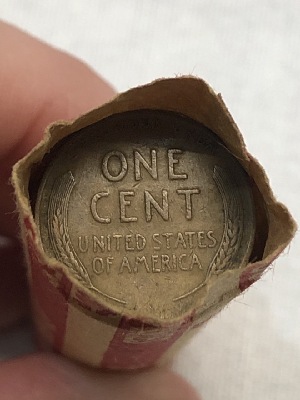 ONE
CENT
UNITED STATES
OF AMERICA